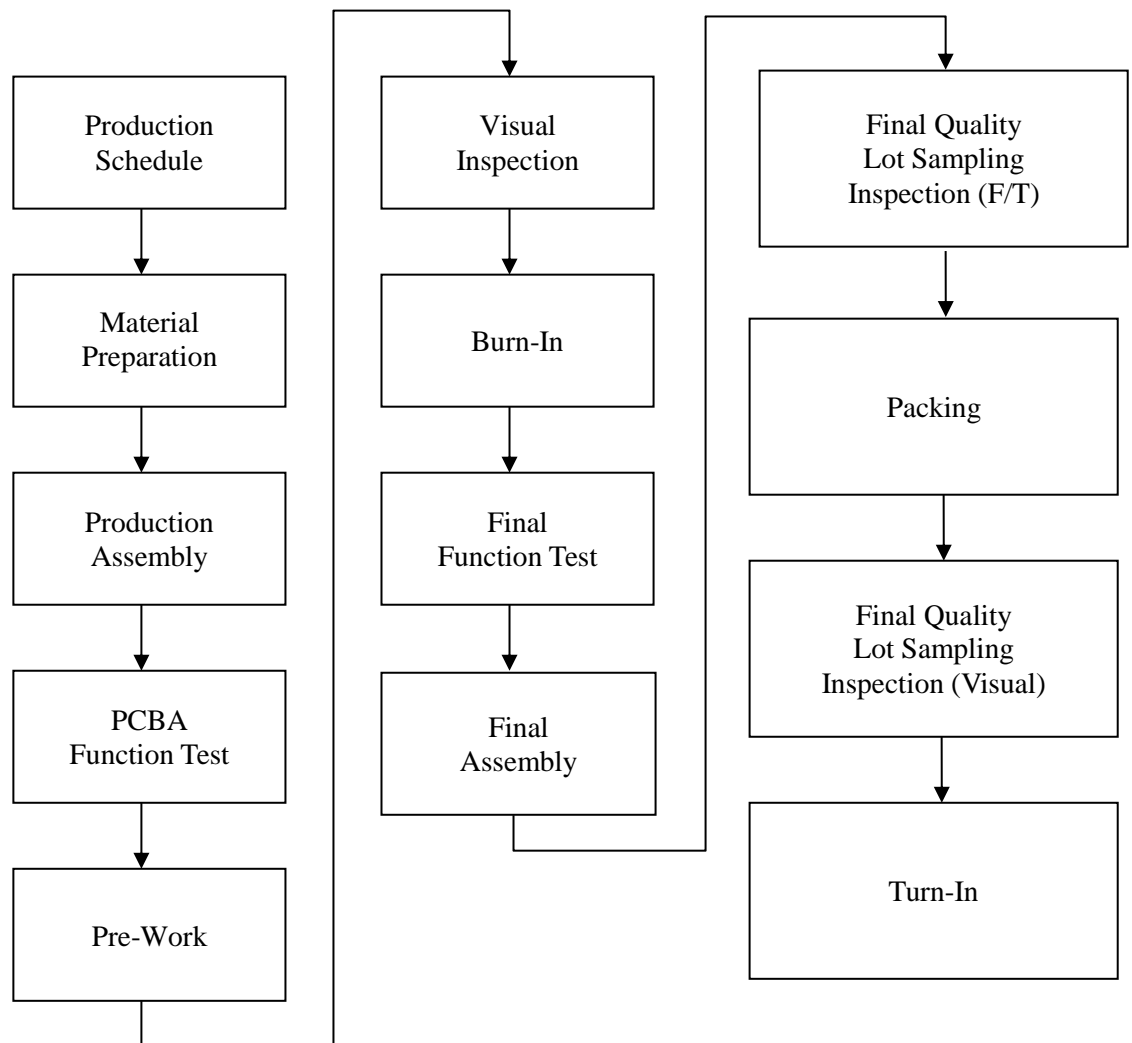 Production
Schedule
Material
Preparation
Production
Assembly
PCBA
Function Test
Pre-Work
Visual
Inspection
Burn-In
Final
Function Test
Final
Assembly
Final Quality
Lot Sampling
Inspection (F/T)
Packing
Final Quality
Lot Sampling
Inspection (Visual)
Turn-In